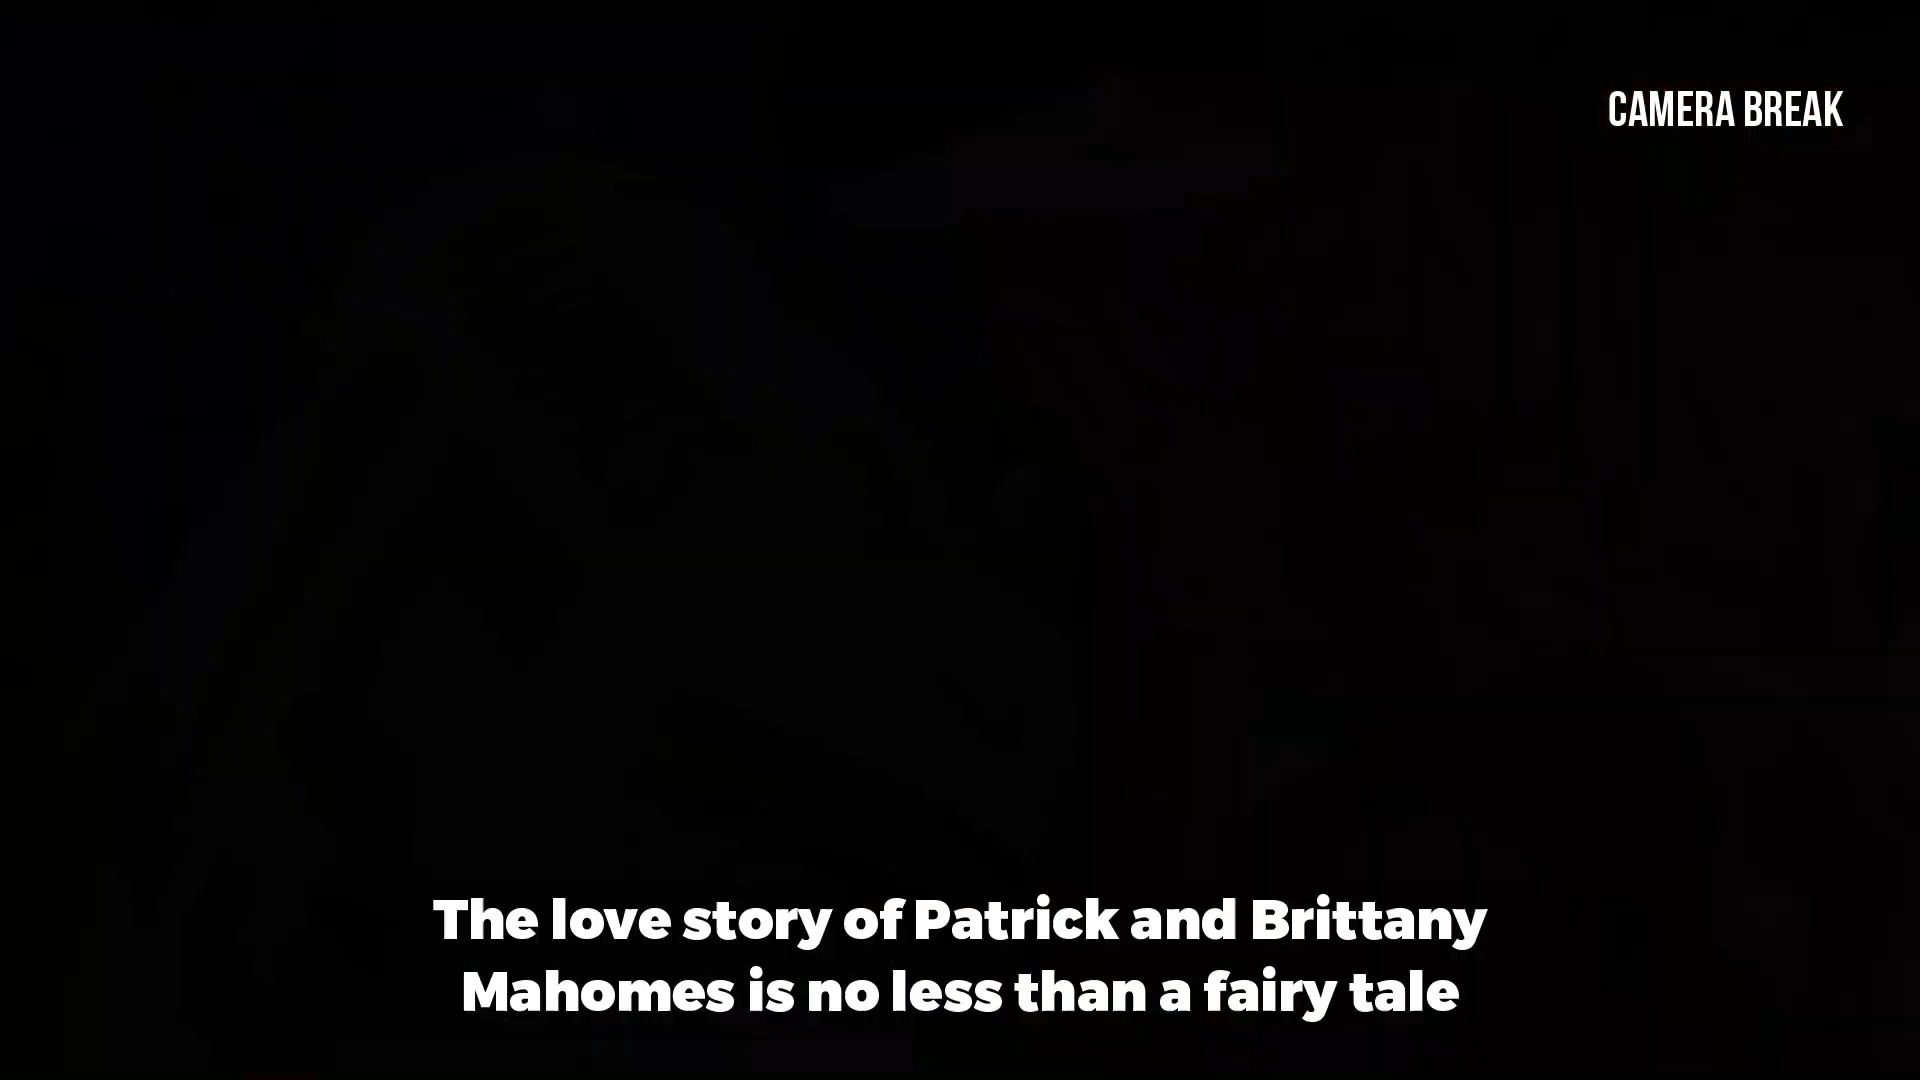 CAMERA BREAK
The love story of Patrick and Brittany
Mahomes is no less than a fairy tale